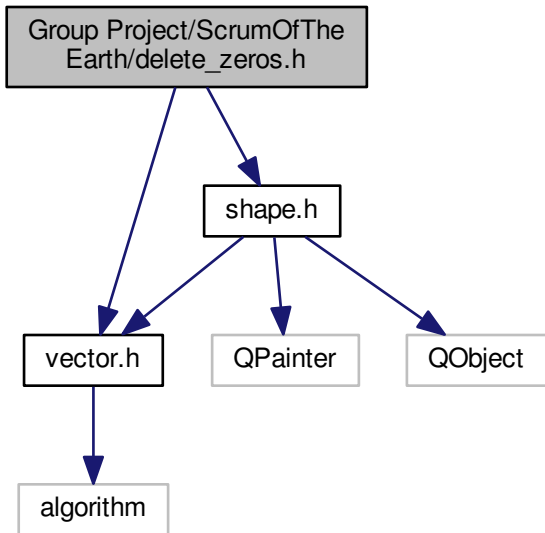 Group Project/ScrumOfThe
Earth/delete_zeros.h
shape.h
vector.h
QPainter
QObject
algorithm